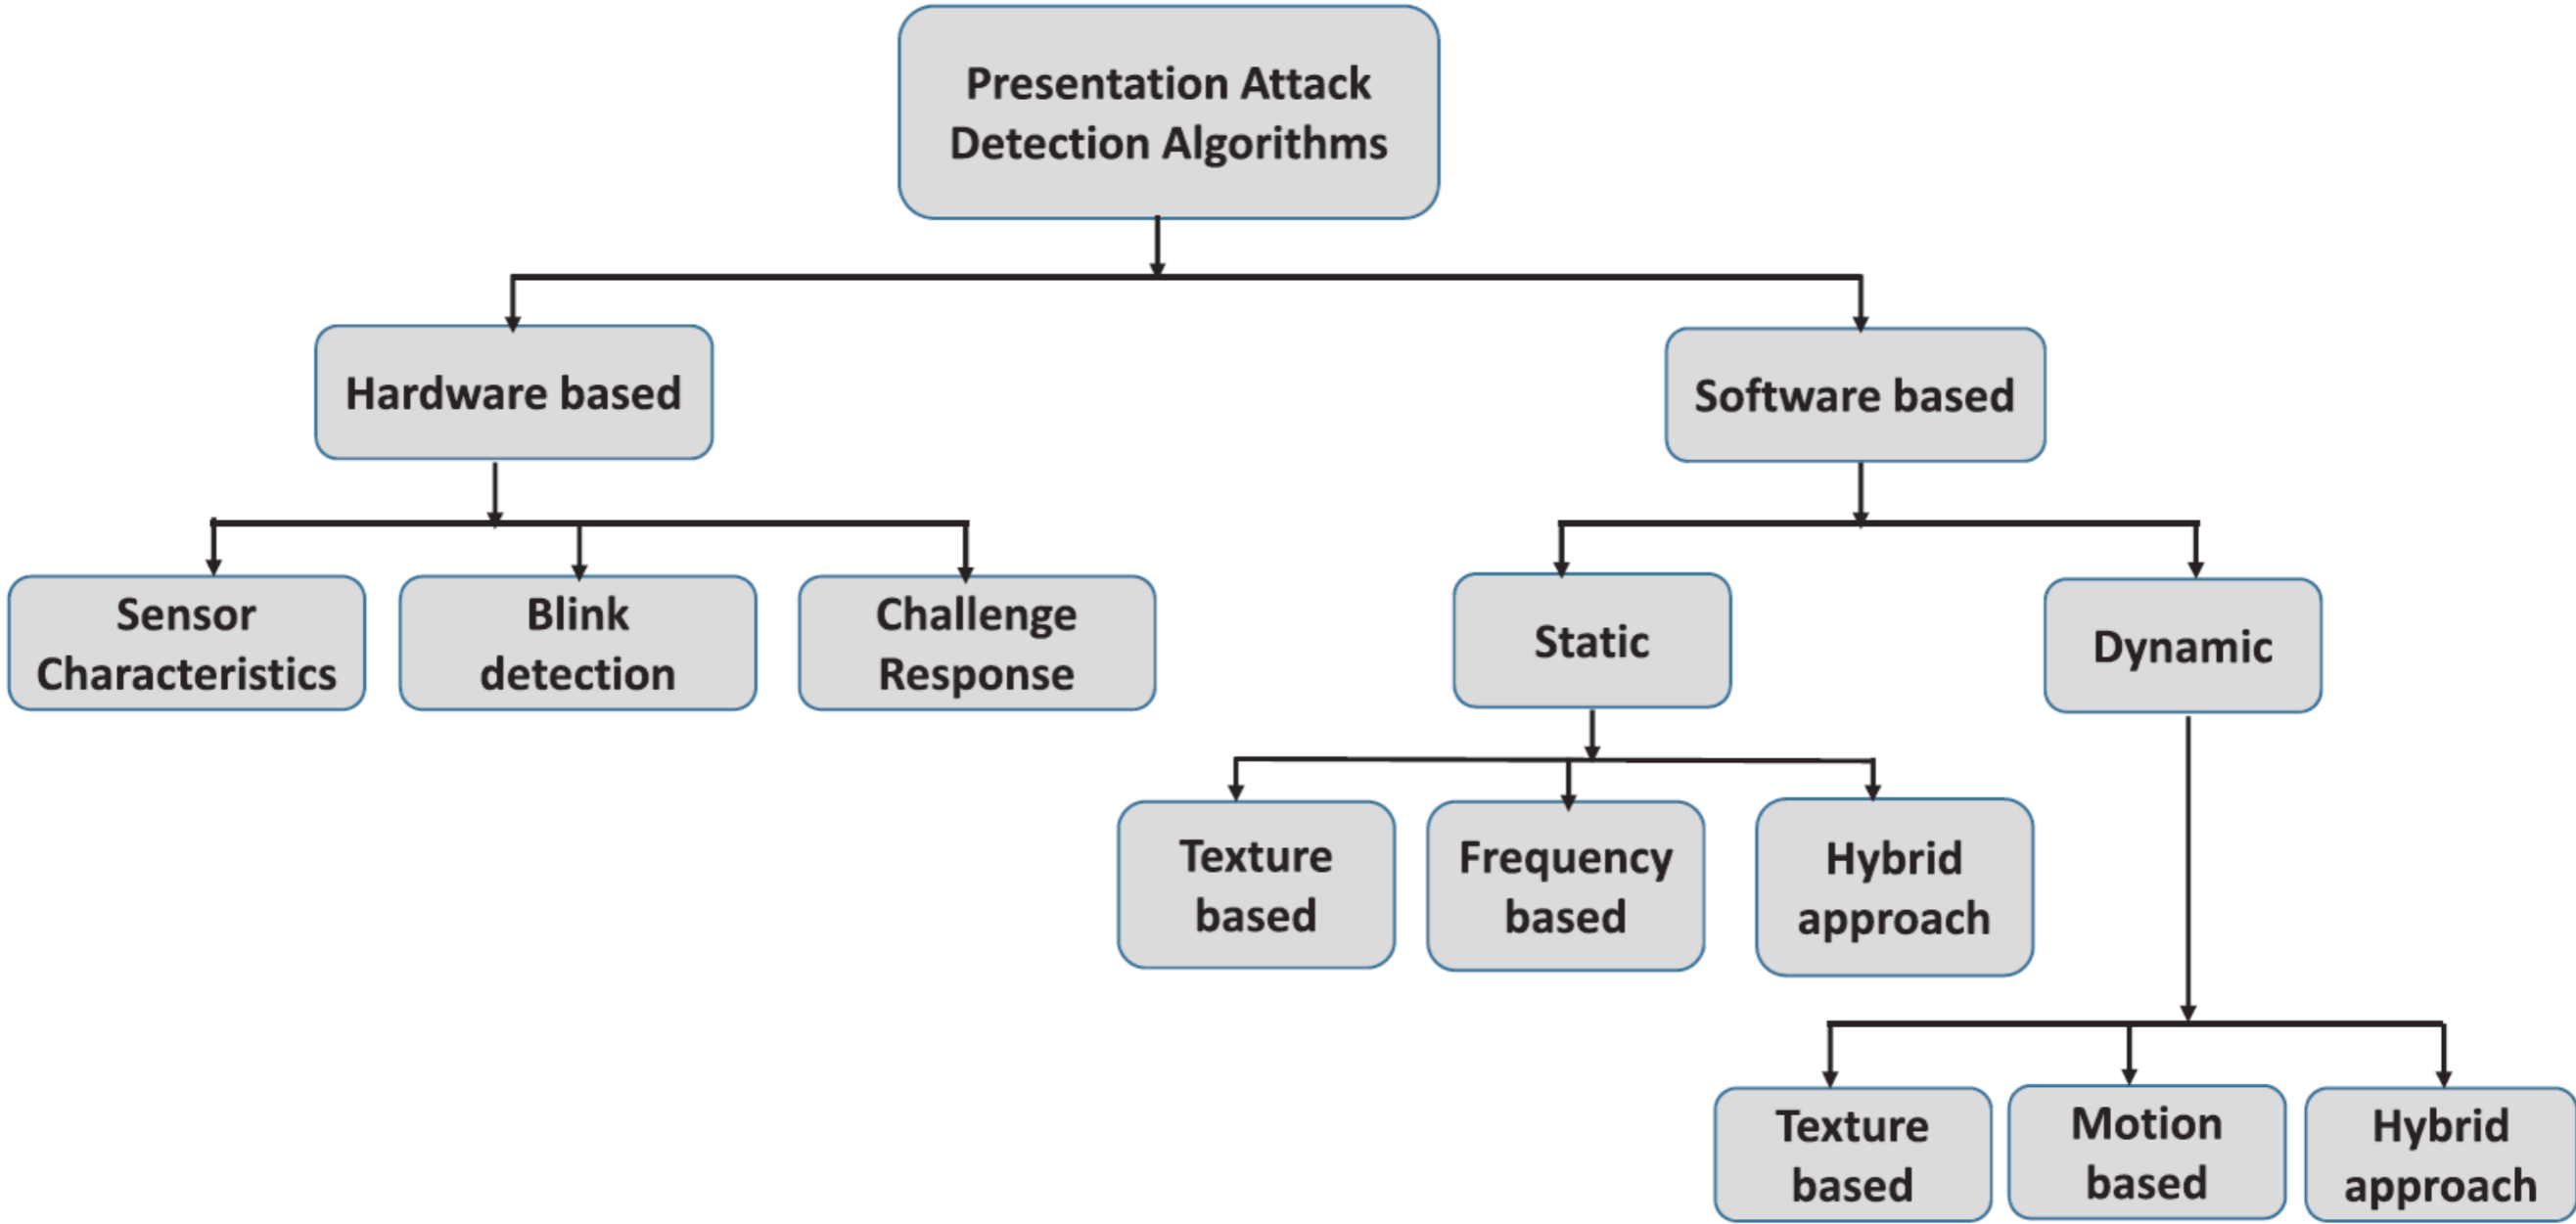 Presentation Attack
Detection Algorithms
Hardware based
Software based
Sensor
Characteristics
Blink
detection
Challenge
Response
Static
Dynamic
Texture
based
Frequency
based
Hybrid
approach
Texture
based
Motion
based
Hybrid
approach